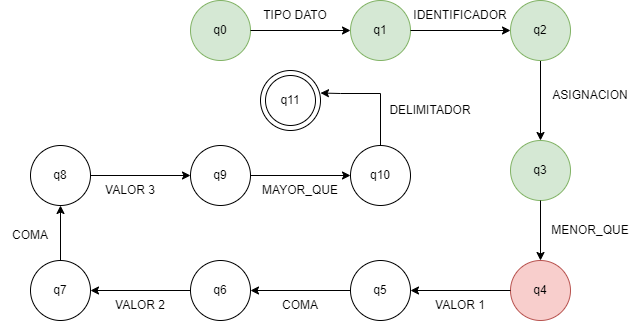 TIPO DATO
IDENTIFICADOR
q0
q1
q2
ASIGNACION
q11
DELIMITADOR
q3
q8
q9
q10
VALOR 3
MAYOR_QUE
MENOR_QUE
COMA
q7
q6
q5
q4
VALOR 2
COMA
VALOR 1